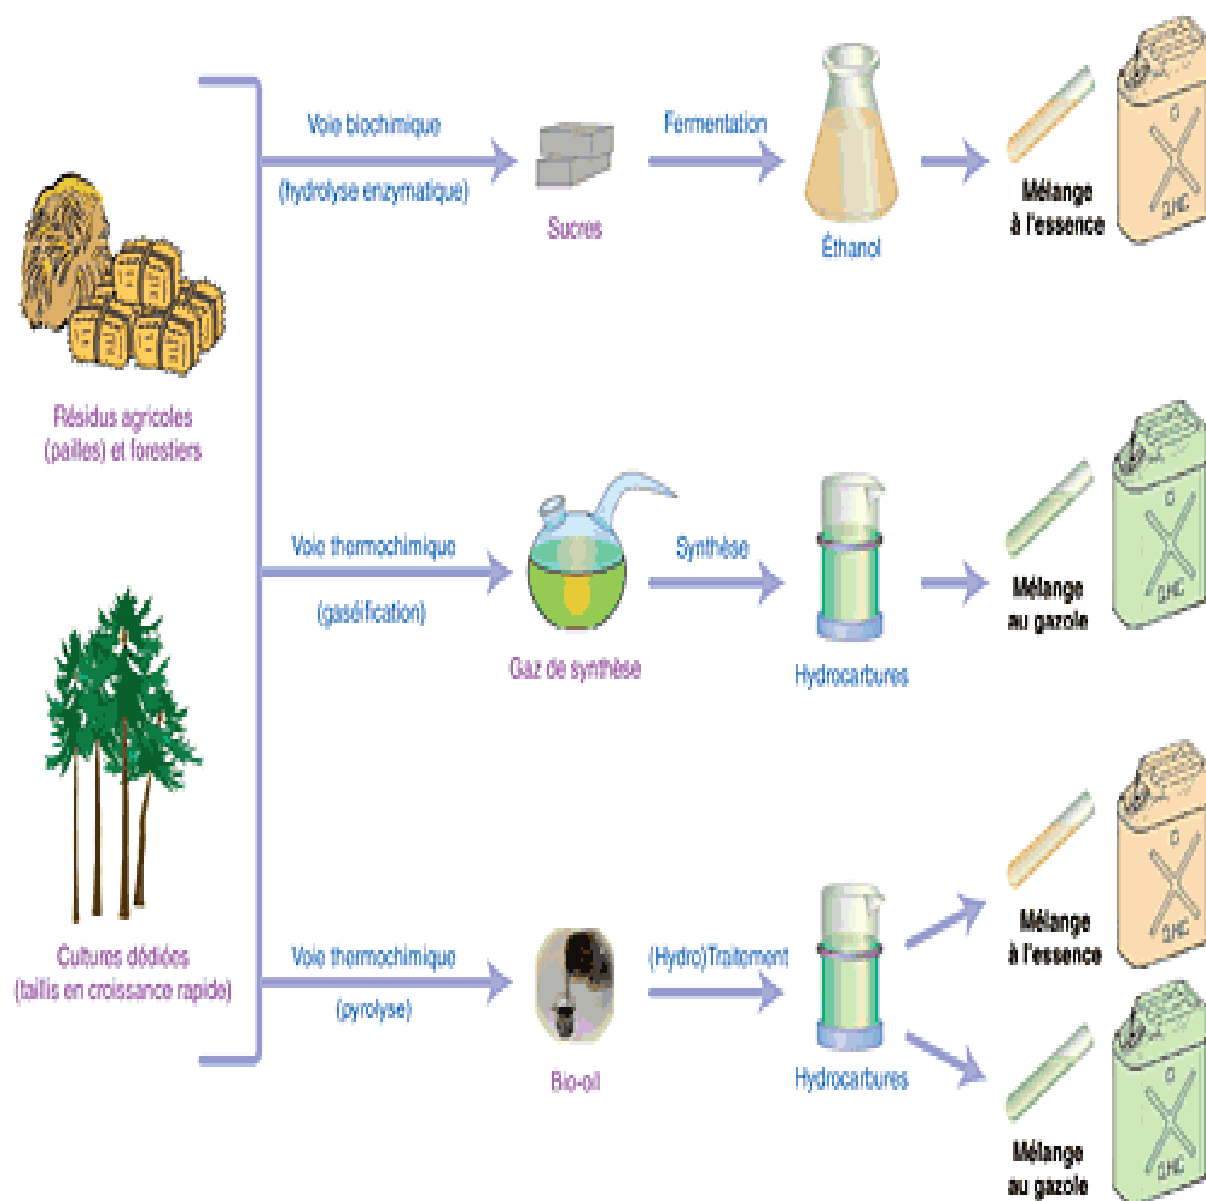 Voie biochimique
(hydrolyse enzymatique)
Sucres
Fermentation
Éthanol
Mélange
à l'essence
Résidus agricoles
(pailles) et forestiers
Voie thermochimique
(gaséification)
Gaz de synthèse
Synthèse
Hydrocarbures
Mélange
au gazole
Cultures dédiées
(taillis en croissance rapide)
Voie thermochimique
(pyrolyse)
Bio-oil
(Hydro)Traitement
Hydrocarbures
Mélange
à l'essence
Mélange
au gazole